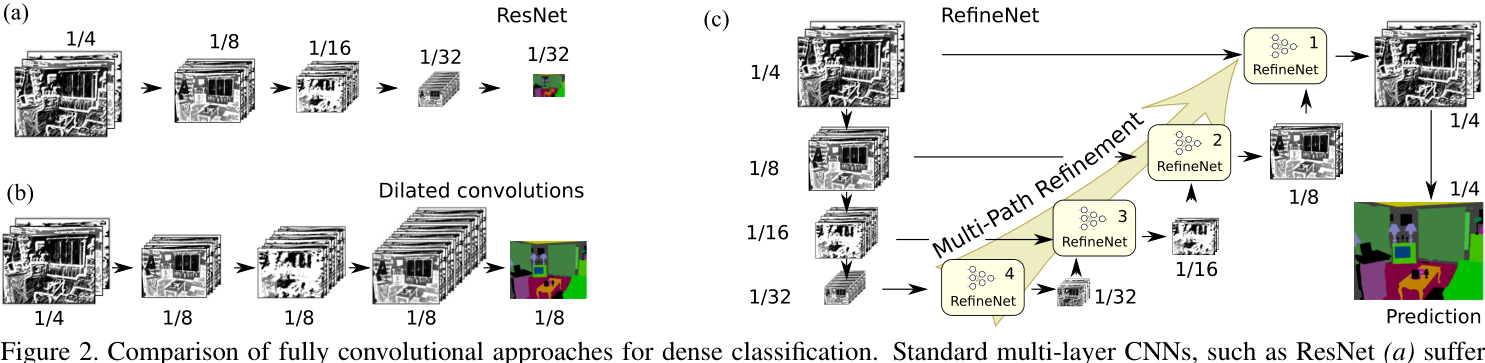 (a)
ResNet
1/4
1/8
1/16
1/32
1/32
(b)
Dilated convolutions
1/4
1/8
1/8
1/8
1/8
(c)
RefineNet
1/4
1/8
1/16
1/32
Multi-Path Refinement
1
RefineNet
2
RefineNet
3
RefineNet
4
RefineNet
1/32
1/16
1/8
1/4
1/4
Prediction
Figure 2. Comparison of fully convolutional approaches for dense classification. Standard multi-layer CNNs, such as ResNet (a) suffer